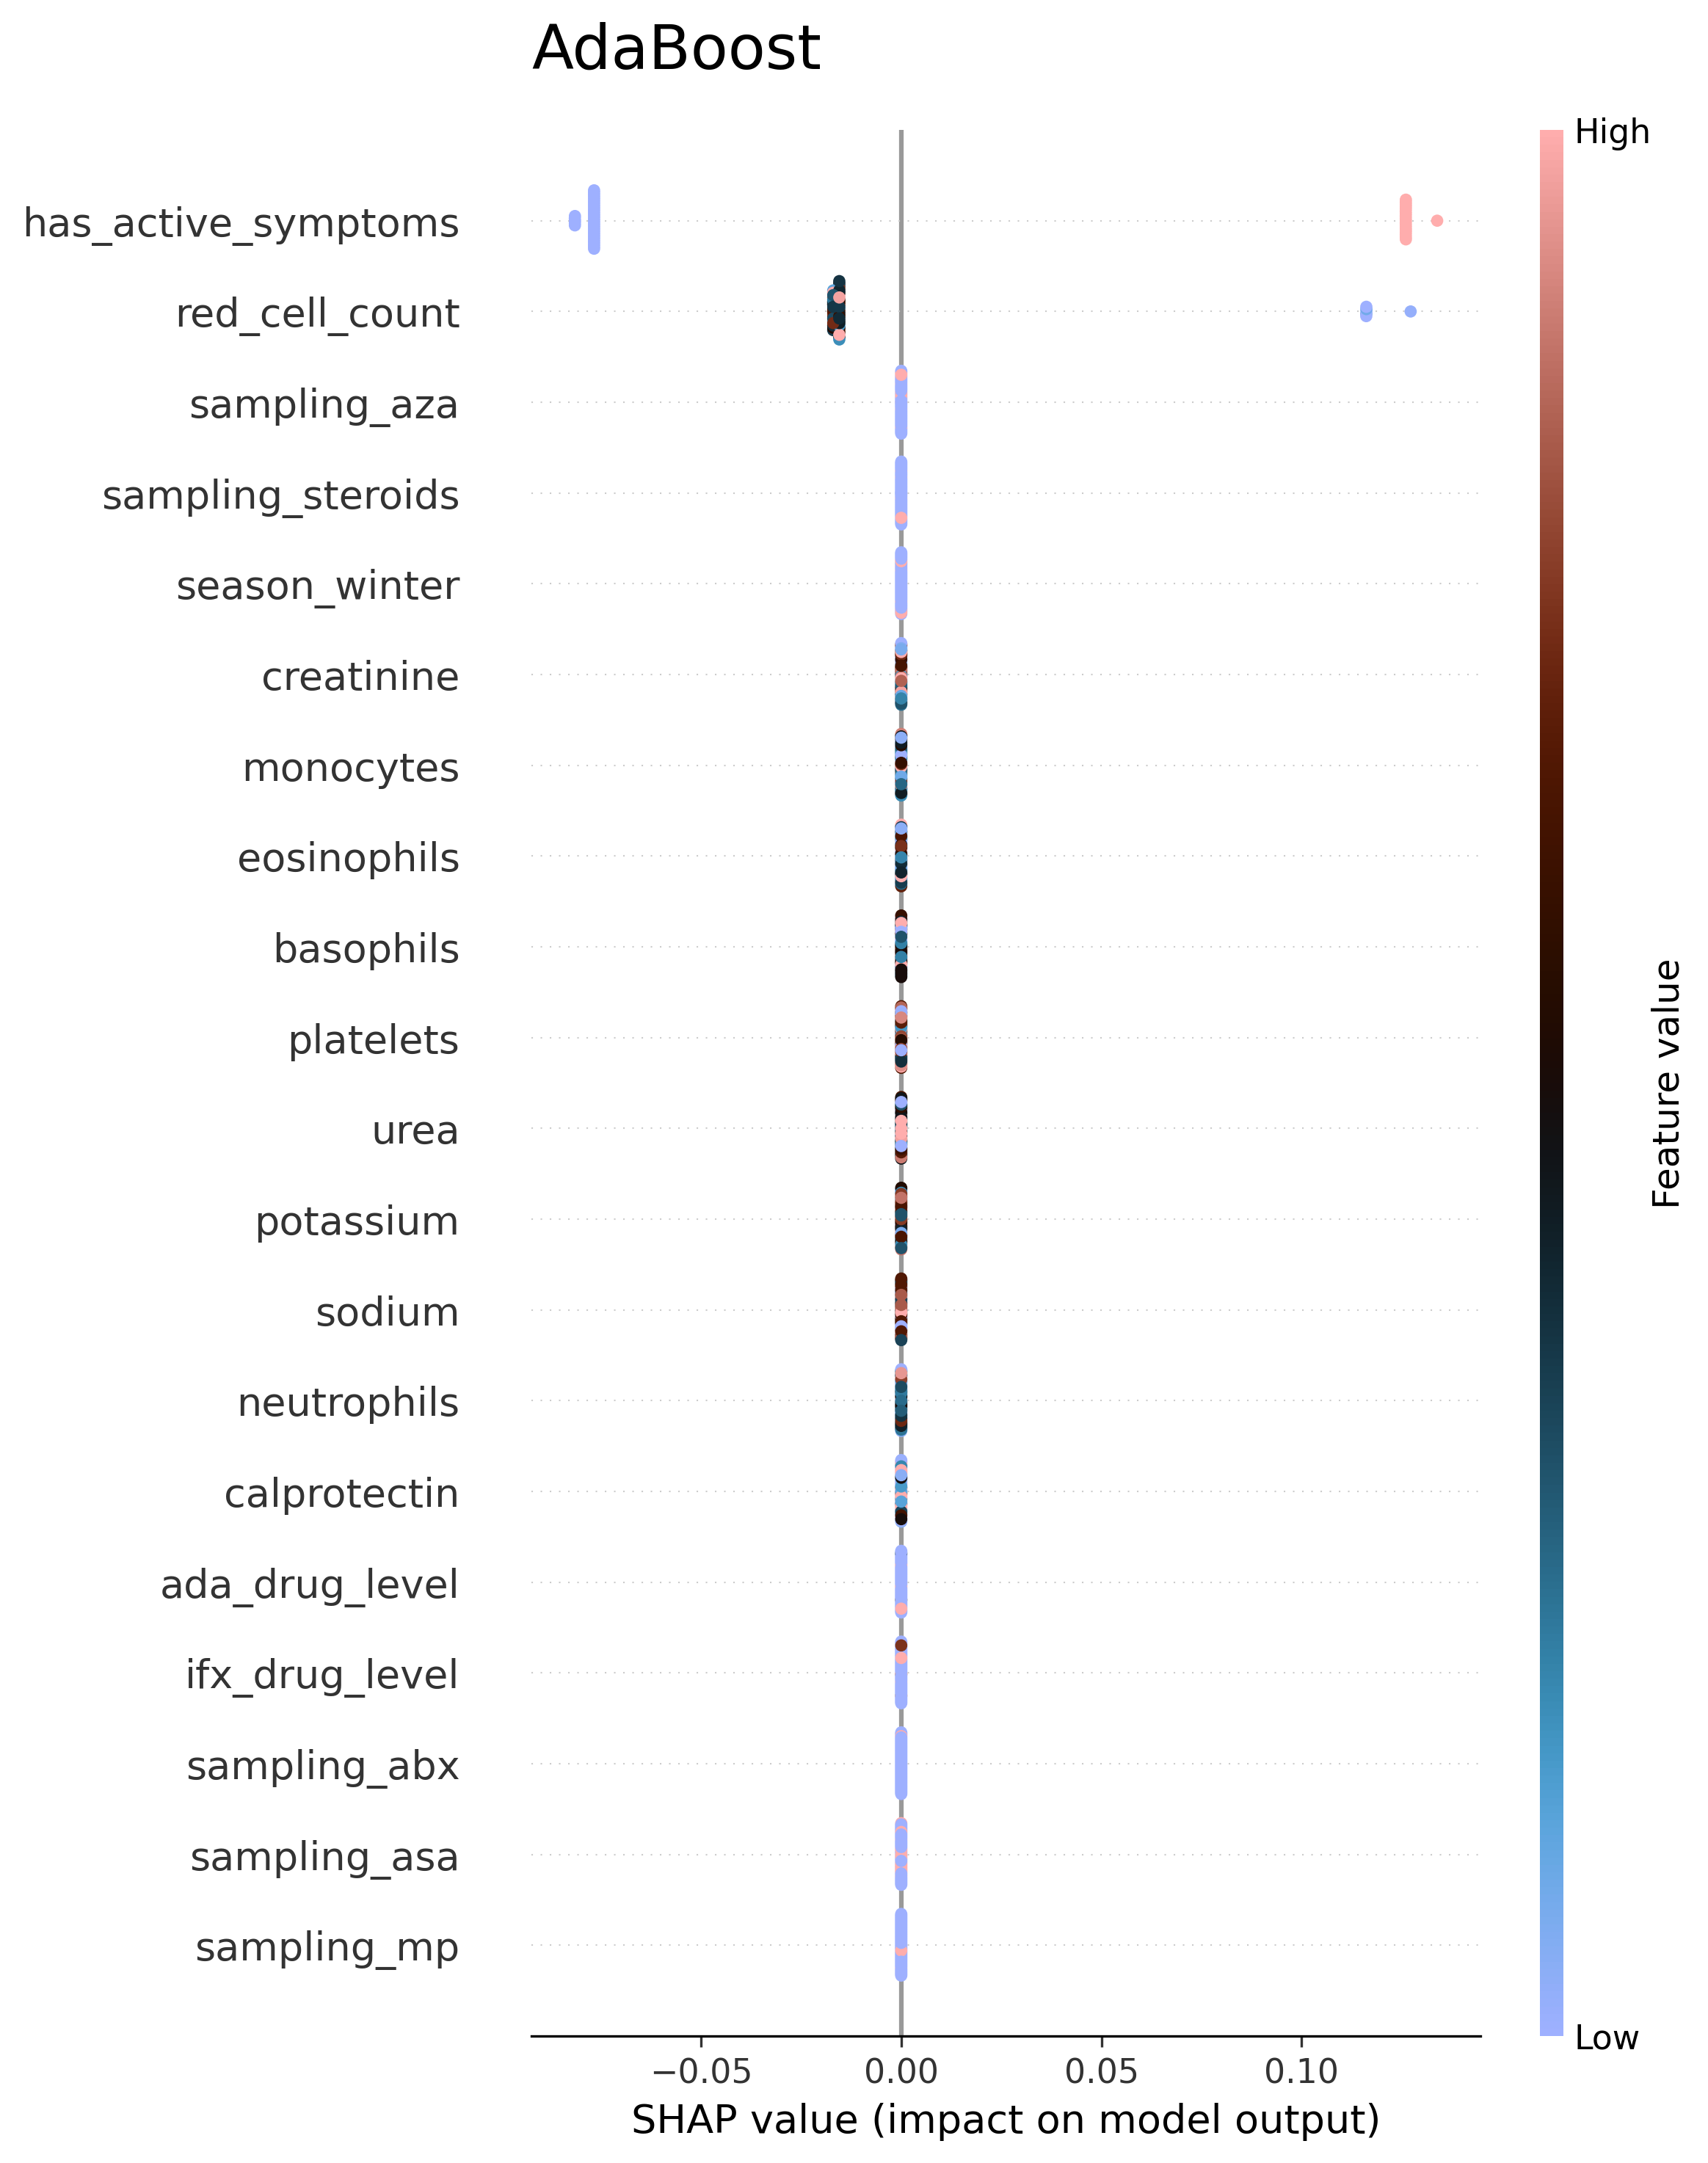 AdaBoost
High
has_active_symptoms
red_cell_count
sampling_aza
sampling_steroids
season_winter
creatinine
monocytes
eosinophils
basophils
platelets
urea
potassium
sodium
neutrophils
calprotectin
ada_drug_level
ifx_drug_level
sampling_abx
sampling_asa
sampling_mp
Feature value
Low
−0.05 0.00 0.05 0.10
SHAP value (impact on model output)